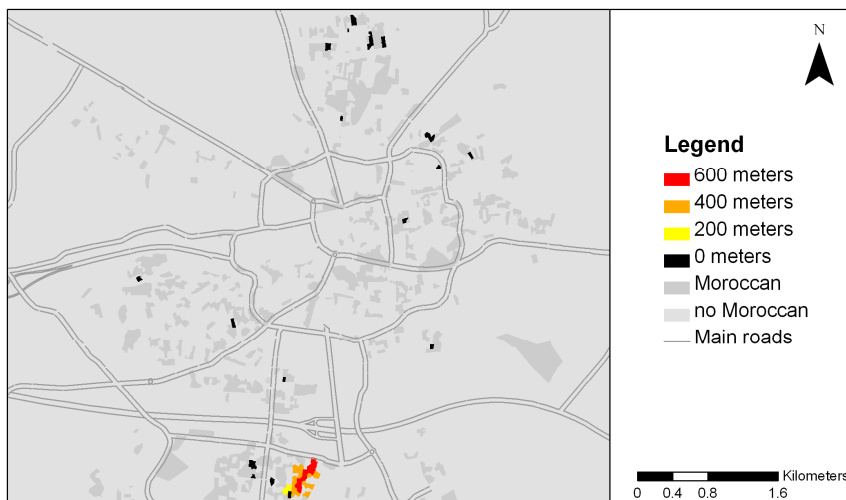 N
Legend
600 meters
400 meters
200 meters
0 meters
Moroccan
no Moroccan
Main roads
Kilometers
0 0.4 0.8 1.6